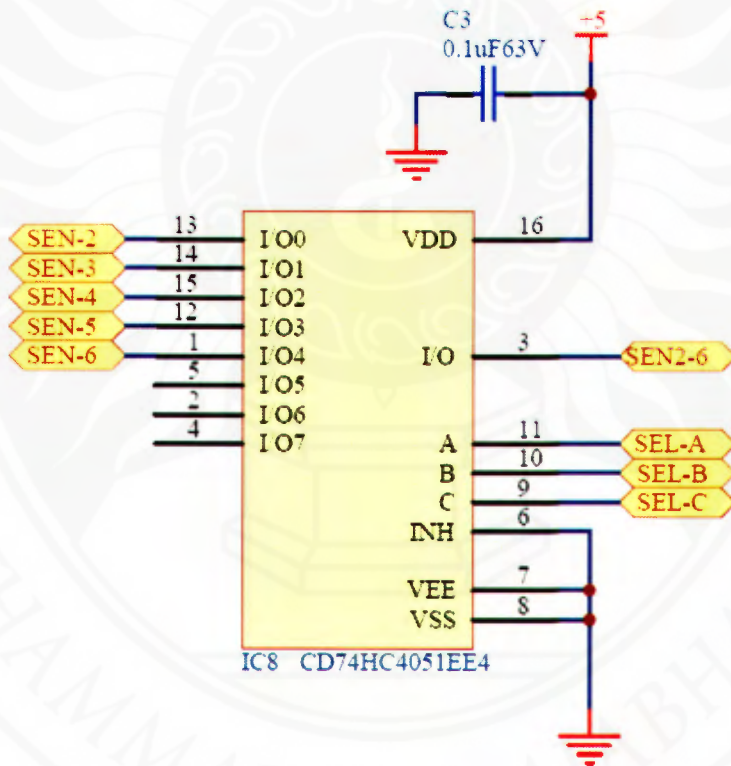 C3
0.1uF63V
+5
SEN-2 13 I/O0 VDD 16
SEN-3 14 I/O1
SEN-4 15 I/O2
SEN-5 12 I/O3
SEN-6 1 I/O4 I/O 3 SEN2-6
5 I/O5
2 I/O6
4 I/O7 A 11 SEL-A
B 10 SEL-B
C 9 SEL-C
INH 6
VEE 7
VSS 8
IC8 CD74HC4051EE4